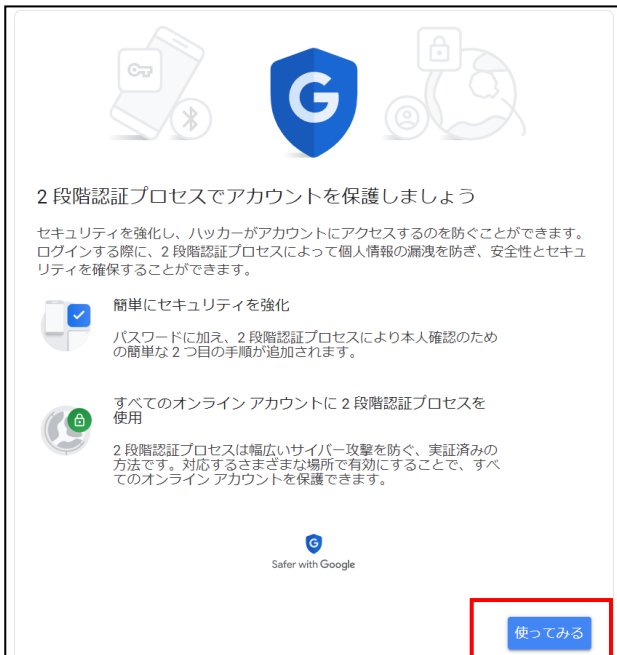 G
2 段階認証プロセスでアカウントを保護しましょう
セキュリティを強化し、ハッカーがアカウントにアクセスするのを防ぐことができます。
ログインする際に、2 段階認証プロセスによって個人情報の漏洩を防ぎ、安全性とセキュ
リティを確保することができます。
簡単にセキュリティを強化
パスワードに加え、2 段階認証プロセスにより本人確認のため
の簡単な 2 つ目の手順が追加されます。
すべてのオンライン アカウントに 2 段階認証プロセスを
使用
2 段階認証プロセスは幅広いサイバー攻撃を防ぐ、実証済みの
方法です。対応するさまざまな場所で有効にすることで、すべ
てのオンライン アカウントを保護できます。
G
Safer with Google
使ってみる